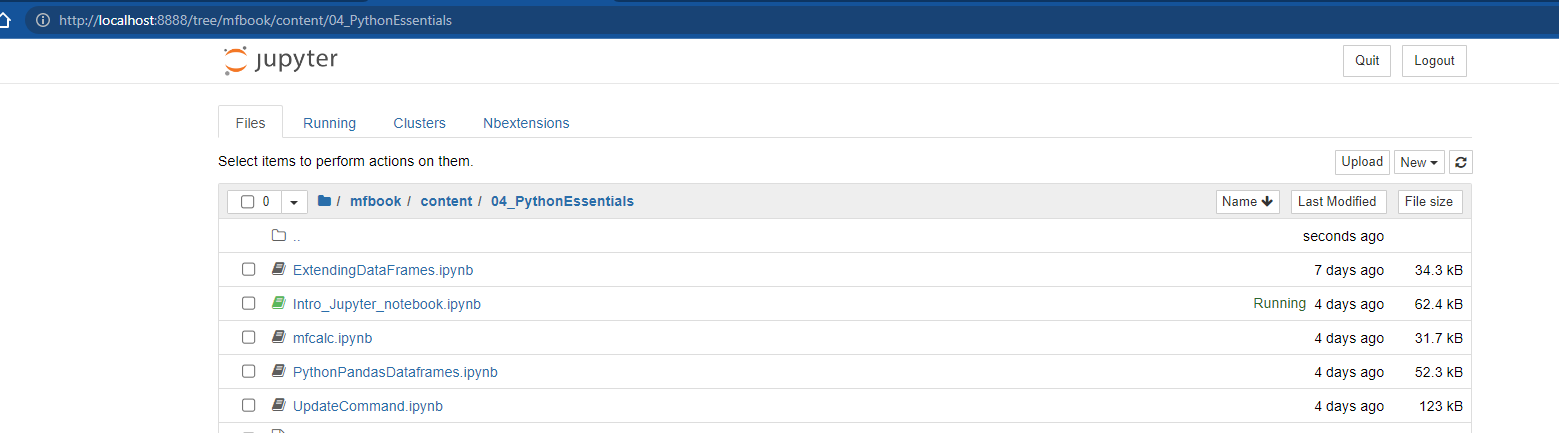 http://localhost:8888/tree/mfbook/content/04_PythonEssentials
jupyter Quit Logout
Files Running Clusters Nbextensions
Select items to perform actions on them. Upload New
0 / mfbook / content / 04_PythonEssentials Name Last Modified File size
.. seconds ago
ExtendingDataFrames.ipynb 7 days ago 34.3 kB
Intro_Jupyter_notebook.ipynb Running 4 days ago 62.4 kB
mfcalc.ipynb 4 days ago 31.7 kB
PythonPandasDataframes.ipynb 4 days ago 52.3 kB
UpdateCommand.ipynb 4 days ago 123 kB